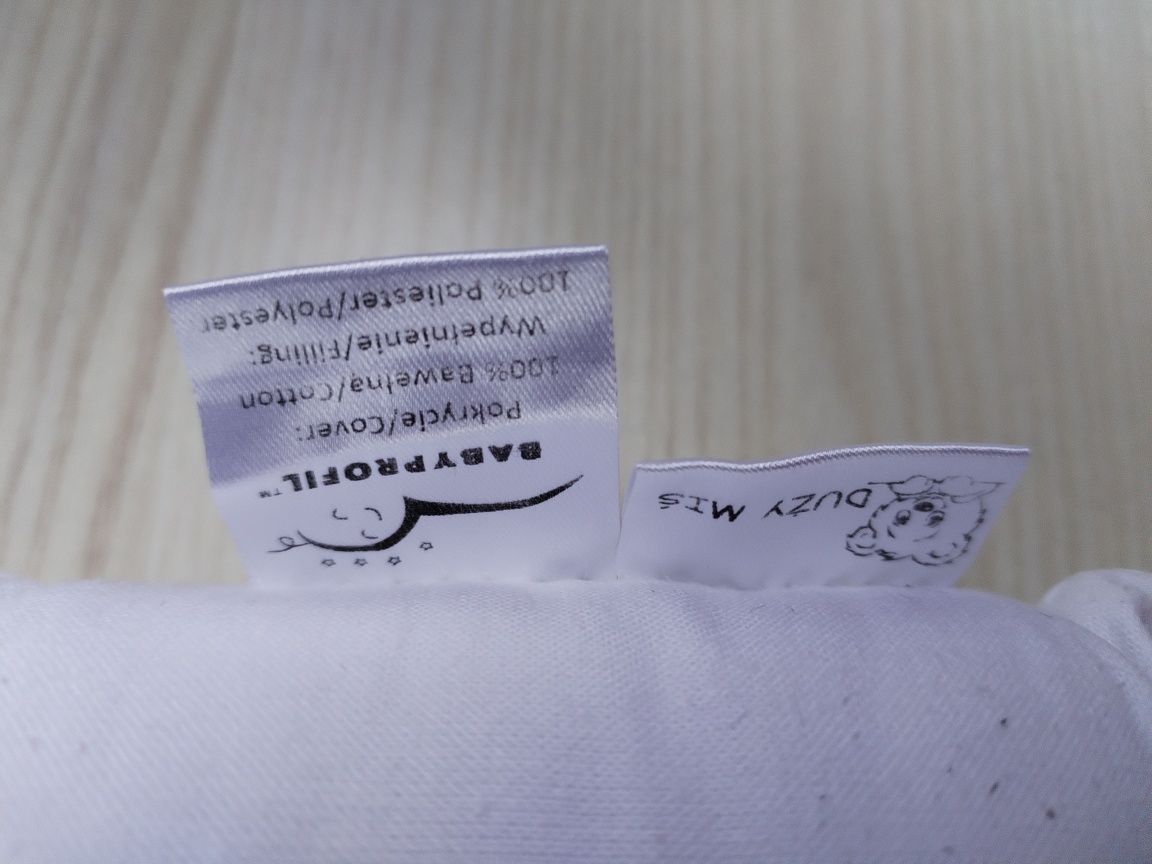 BABYPROFIL™
Pokrycie/Cover:
100% Bawełna/Cotton
Wypełnienie/Filling:
100% Poliester/Polyester
DUŻY MIŚ